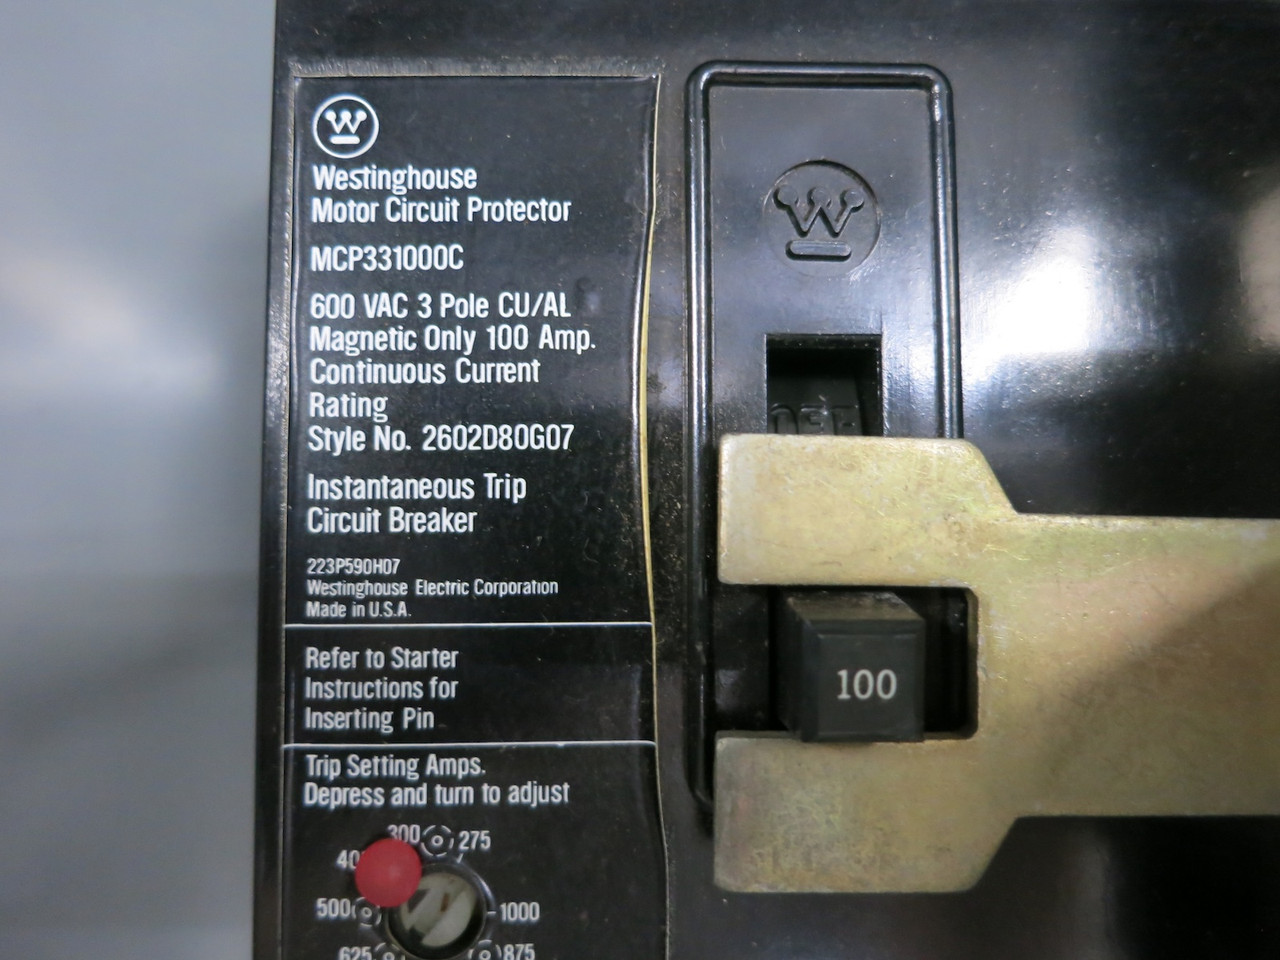 Westinghouse
Motor Circuit Protector
MCP331000C
600 VAC 3 Pole CU/AL
Magnetic Only 100 Amp.
Continuous Current
Rating
Style No. 2602D80G07
Instantaneous Trip
Circuit Breaker
223P590H07
Westinghouse Electric Corporation
Made in U.S.A.
Refer to Starter
Instructions for
Inserting Pin
Trip Setting Amps.
Depress and turn to adjust
300 275
500 1000
625 875
W
OFF
100